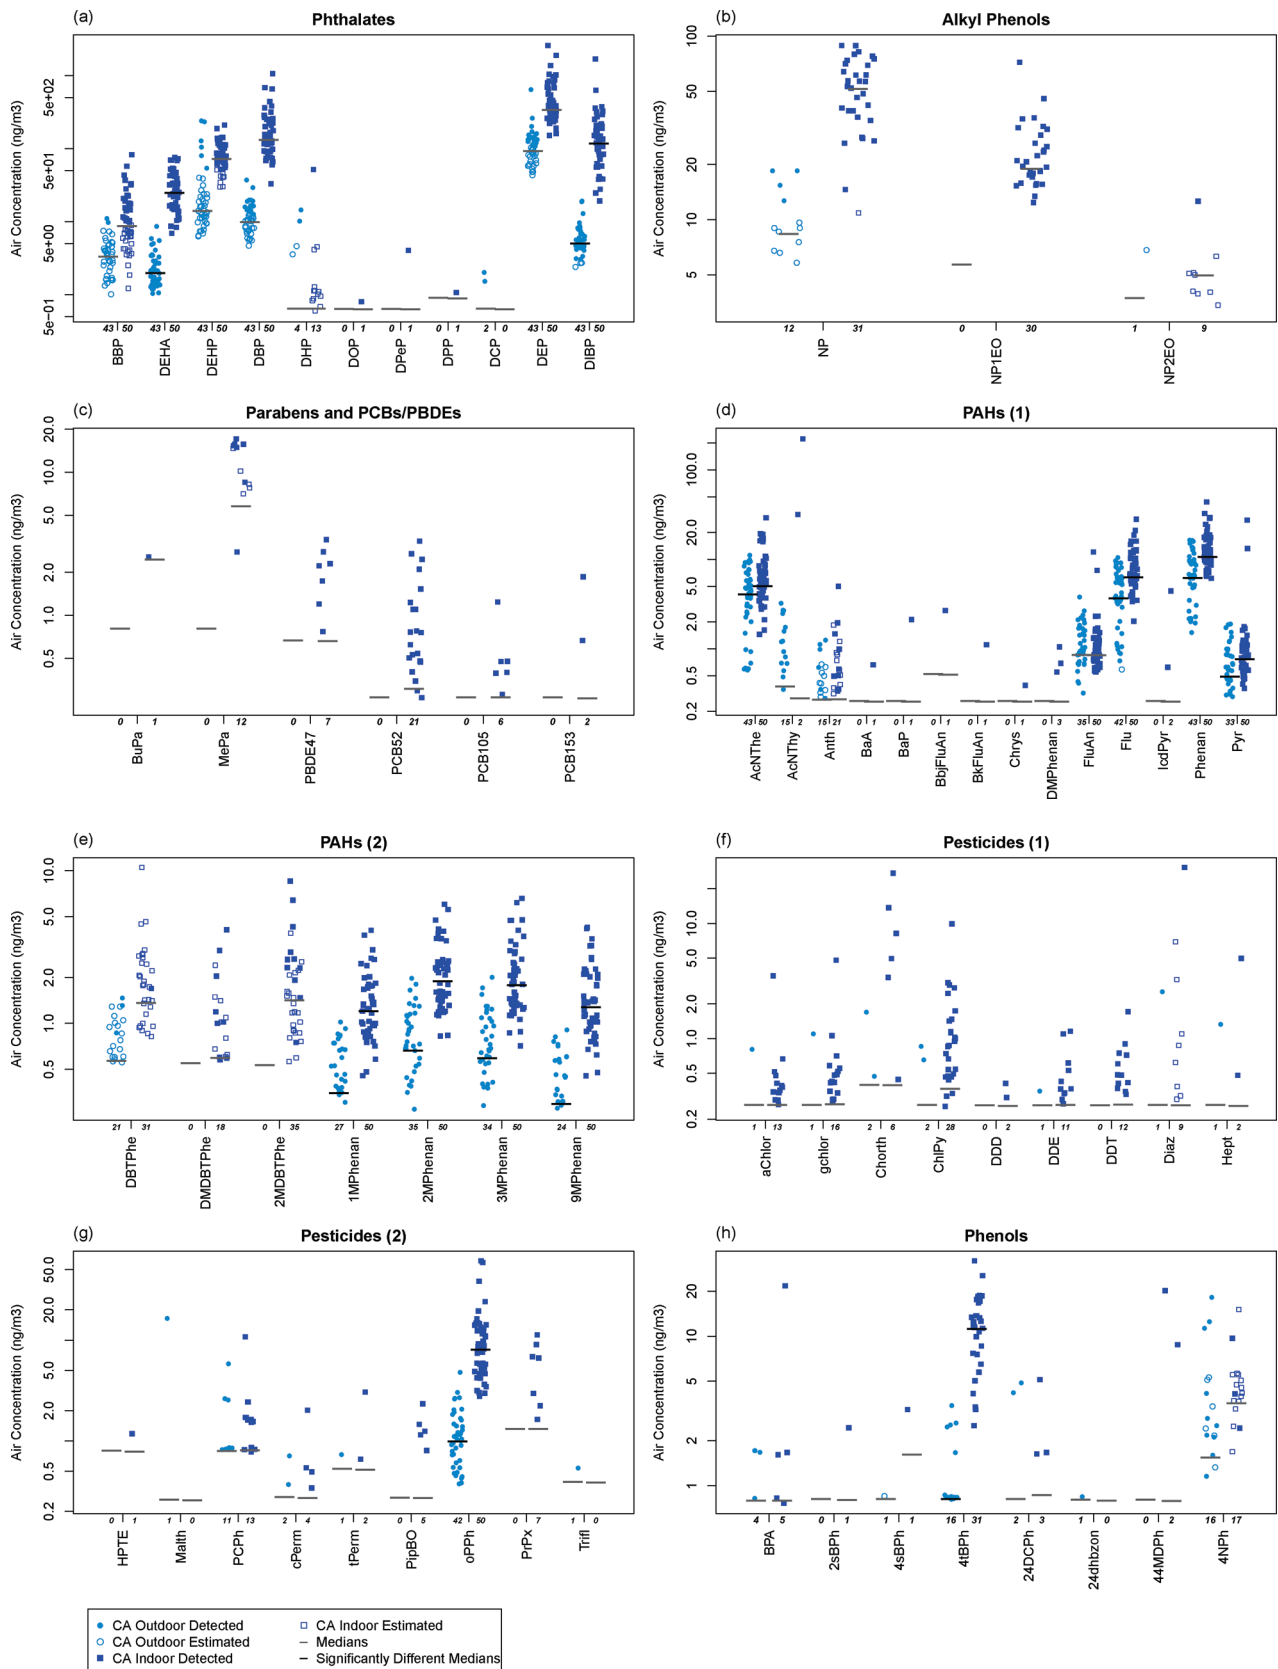 (a) Phthalates
Air Concentration (ng/m3)
5e+02
5e+01
5e+00
5e-01
43 50 43 50 43 50 43 50 4 13 0 1 0 1 0 1 2 0 43 50 43 50
BBP DEHA DEHP DBP DHP DOP DPeP DPP DCP DEP DIBP
(b) Alkyl Phenols
Air Concentration (ng/m3)
100
50
20
10
5
12 31 0 30 1 9
NP NP1EO NP2EO
(c) Parabens and PCBs/PBDEs
Air Concentration (ng/m3)
20.0
10.0
5.0
2.0
1.0
0.5
0 1 0 12 0 7 0 21 0 6 0 2
BuPa MePa PBDE47 PCB52 PCB105 PCB153
(d) PAHs (1)
Air Concentration (ng/m3)
100.0
20.0
5.0
2.0
1.0
0.5
0.2
43 50 15 2 15 21 0 1 0 1 0 1 0 1 0 1 0 3 35 50 42 50 0 2 43 50 33 50
AcNThe AcNThy Anth BaA BaP BbjFluAn BkFluAn Chrys DMPhenan FluAn Flu IcdPyr Phenan Pyr
(e) PAHs (2)
Air Concentration (ng/m3)
10.0
5.0
2.0
1.0
0.5
21 31 0 18 0 35 27 50 35 50 34 50 24 50
DBTPhe DMDBTPhe 2MDBTPhe 1MPhenan 2MPhenan 3MPhenan 9MPhenan
(f) Pesticides (1)
Air Concentration (ng/m3)
10.0
5.0
2.0
1.0
0.5
0.2
1 13 1 16 2 6 2 28 0 2 1 11 0 12 1 9 1 2
aChlor gchlor Chorth ChlPy DDD DDE DDT Diaz Hept
(g) Pesticides (2)
Air Concentration (ng/m3)
50.0
20.0
5.0
2.0
1.0
0.5
0.2
0 1 1 0 11 13 2 4 1 2 0 5 42 50 0 7 1 0
HPTE Malth PCPh cPerm tPerm PipBO oPPh PrPx Trifl
(h) Phenols
Air Concentration (ng/m3)
20
10
5
2
1
4 5 0 1 1 1 16 31 2 3 1 0 0 2 16 17
BPA 2sBPh 4sBPh 4tBPh 24DCPh 24dhbzon 44MDPh 4NPh
CA Outdoor Detected
CA Outdoor Estimated
CA Indoor Detected
CA Indoor Estimated
Medians
Significantly Different Medians